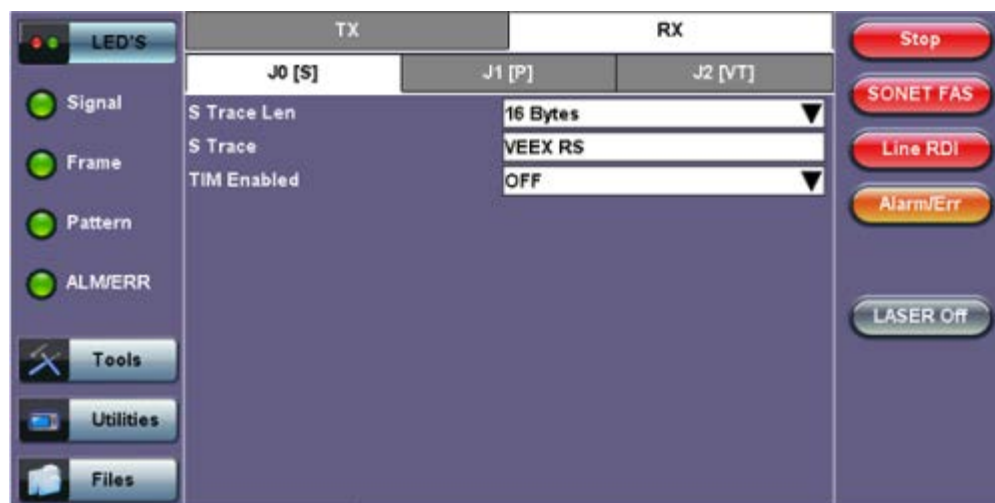 LED'S
Signal
Frame
Pattern
ALM/ERR
Tools
Utilities
Files
TX
RX
J0 [S]
J1 [P]
J2 [VT]
S Trace Len
16 Bytes
S Trace
VEEX RS
TIM Enabled
OFF
Stop
SONET FAS
Line RDI
Alarm/Err
LASER Off